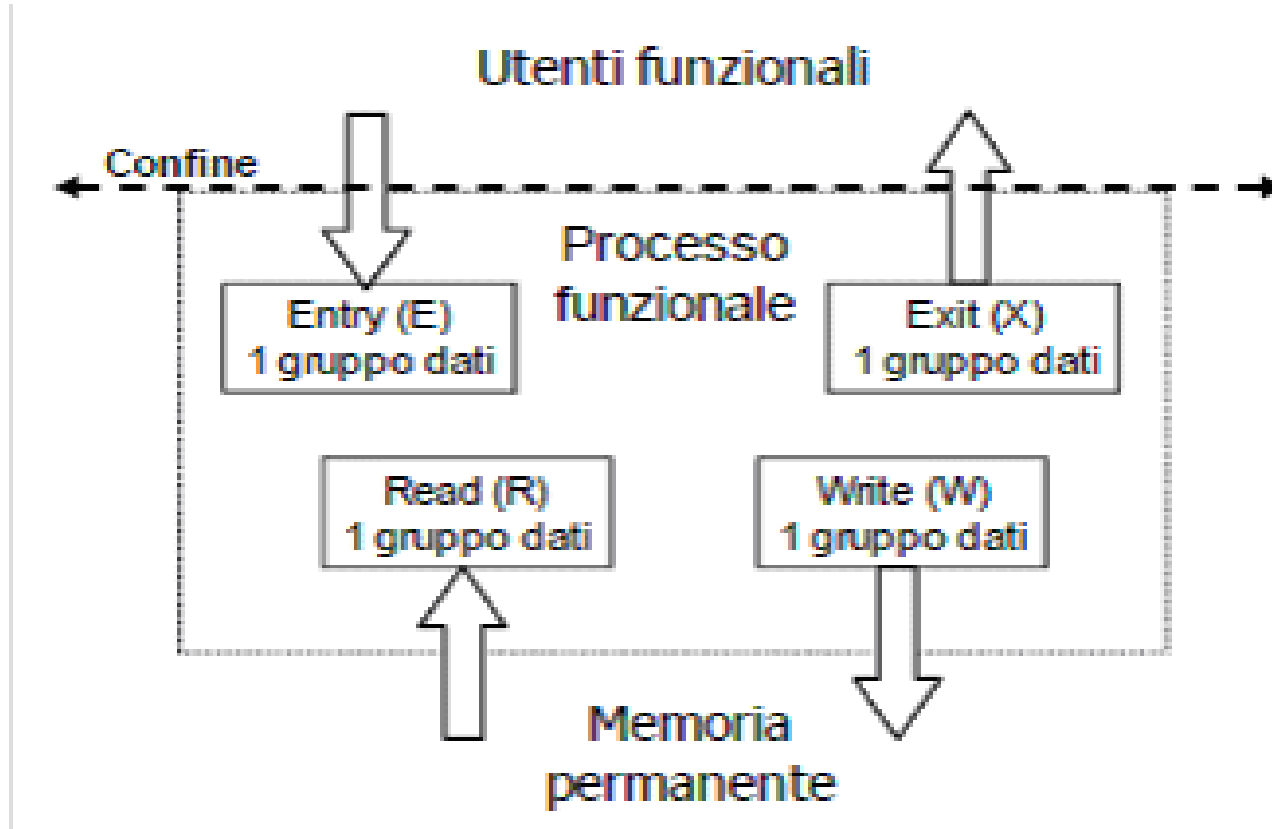 Utenti funzionali
Confine
Processo
funzionale
Entry (E)
1 gruppo dati
Exit (X)
1 gruppo dati
Read (R)
1 gruppo dati
Write (W)
1 gruppo dati
Memoria
permanente